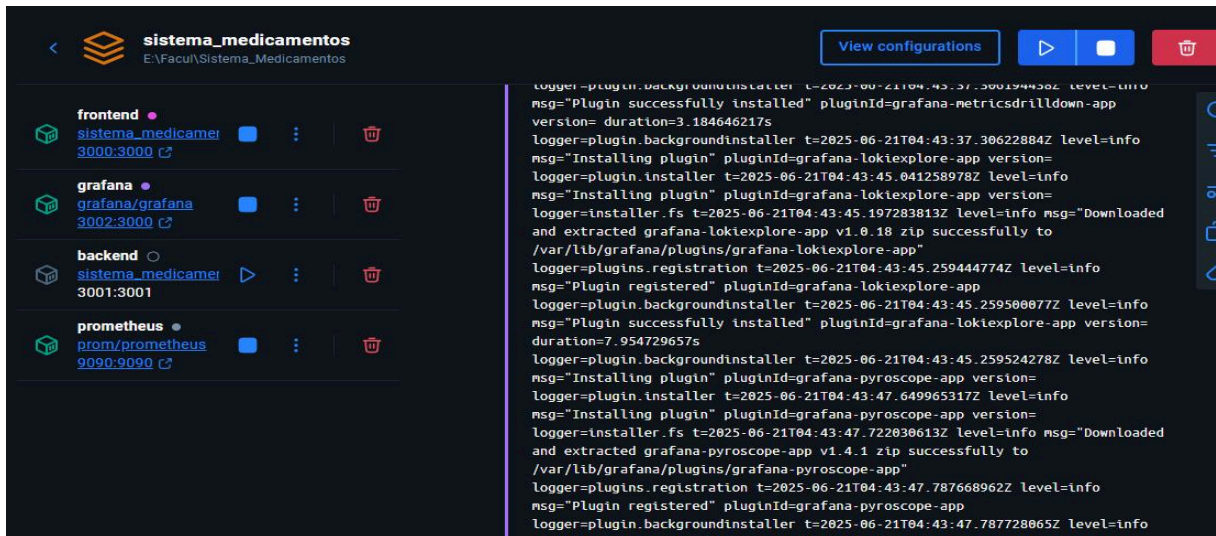 sistema_medicamentos
E:\Facul\Sistema_Medicamentos
View configurations
frontend
sistema_medicamer
3000:3000
grafana
grafana/grafana
3002:3000
backend
sistema_medicamer
3001:3001
prometheus
prom/prometheus
9090:9090
logger=plugin.backgroundinstaller t=2025-06-21T04:43:37.306194438Z level=info
msg="Plugin successfully installed" pluginId=grafana-metricsdrilldown-app
version= duration=3.184646217s
logger=plugin.backgroundinstaller t=2025-06-21T04:43:37.30622884Z level=info
msg="Installing plugin" pluginId=grafana-lokiexplore-app version=
logger=plugin.installer t=2025-06-21T04:43:45.041258978Z level=info
msg="Installing plugin" pluginId=grafana-lokiexplore-app version=
logger=installer.fs t=2025-06-21T04:43:45.197283813Z level=info msg="Downloaded
and extracted grafana-lokiexplore-app v1.0.18 zip successfully to
/var/lib/grafana/plugins/grafana-lokiexplore-app"
logger=plugins.registration t=2025-06-21T04:43:45.259444774Z level=info
msg="Plugin registered" pluginId=grafana-lokiexplore-app
logger=plugin.backgroundinstaller t=2025-06-21T04:43:45.259500077Z level=info
msg="Plugin successfully installed" pluginId=grafana-lokiexplore-app version=
duration=7.954729657s
logger=plugin.backgroundinstaller t=2025-06-21T04:43:45.259524278Z level=info
msg="Installing plugin" pluginId=grafana-pyroscope-app version=
logger=plugin.installer t=2025-06-21T04:43:47.649965317Z level=info
msg="Installing plugin" pluginId=grafana-pyroscope-app version=
logger=installer.fs t=2025-06-21T04:43:47.722030613Z level=info msg="Downloaded
and extracted grafana-pyroscope-app v1.4.1 zip successfully to
/var/lib/grafana/plugins/grafana-pyroscope-app"
logger=plugins.registration t=2025-06-21T04:43:47.787668962Z level=info
msg="Plugin registered" pluginId=grafana-pyroscope-app
logger=plugin.backgroundinstaller t=2025-06-21T04:43:47.787728065Z level=info